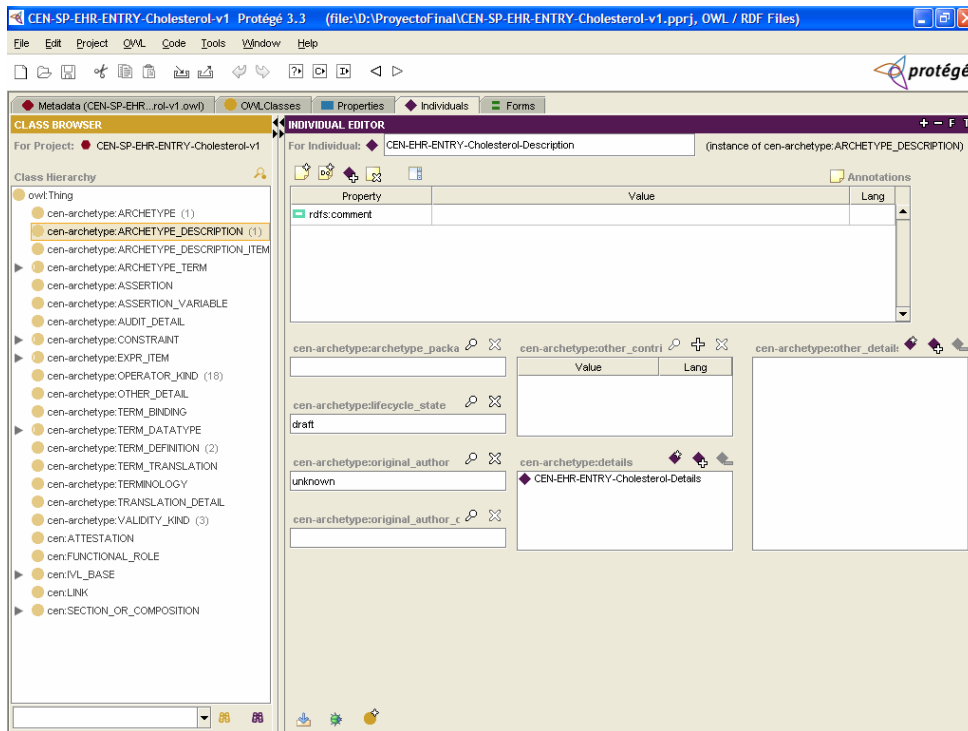 CEN-SP-EHR-ENTRY-Cholesterol-v1 Protégé 3.3 (file:\D:\ProyectoFinal\CEN-SP-EHR-ENTRY-Cholesterol-v1.pprj, OWL / RDF Files)
File Edit Project OWL Code Tools Window Help
protégé
Metadata (CEN-SP-EHR...rol-v1.owl) OWLClasses Properties Individuals Forms
CLASS BROWSER
For Project: CEN-SP-EHR-ENTRY-Cholesterol-v1
Class Hierarchy
owl:Thing
cen-archetype:ARCHETYPE (1)
cen-archetype:ARCHETYPE_DESCRIPTION (1)
cen-archetype:ARCHETYPE_DESCRIPTION_ITEM
cen-archetype:ARCHETYPE_TERM
cen-archetype:ASSERTION
cen-archetype:ASSERTION_VARIABLE
cen-archetype:AUDIT_DETAIL
cen-archetype:CONSTRAINT
cen-archetype:EXPR_ITEM
cen-archetype:OPERATOR_KIND (18)
cen-archetype:OTHER_DETAIL
cen-archetype:TERM_BINDING
cen-archetype:TERM_DATATYPE
cen-archetype:TERM_DEFINITION (2)
cen-archetype:TERM_TRANSLATION
cen-archetype:TERMINOLOGY
cen-archetype:TRANSLATION_DETAIL
cen-archetype:VALIDITY_KIND (3)
cen:ATTESTATION
cen:FUNCTIONAL_ROLE
cen:IVL_BASE
cen:LINK
cen:SECTION_OR_COMPOSITION
INDIVIDUAL EDITOR + - F T
For Individual: CEN-EHR-ENTRY-Cholesterol-Description (instance of cen-archetype:ARCHETYPE_DESCRIPTION)
Annotations
Property Value Lang
rdfs:comment
cen-archetype:archetype_packa
cen-archetype:other_contri
Value Lang
cen-archetype:other_details
cen-archetype:lifecycle_state
draft
cen-archetype:original_author
unknown
cen-archetype:details
CEN-EHR-ENTRY-Cholesterol-Details
cen-archetype:original_author_c